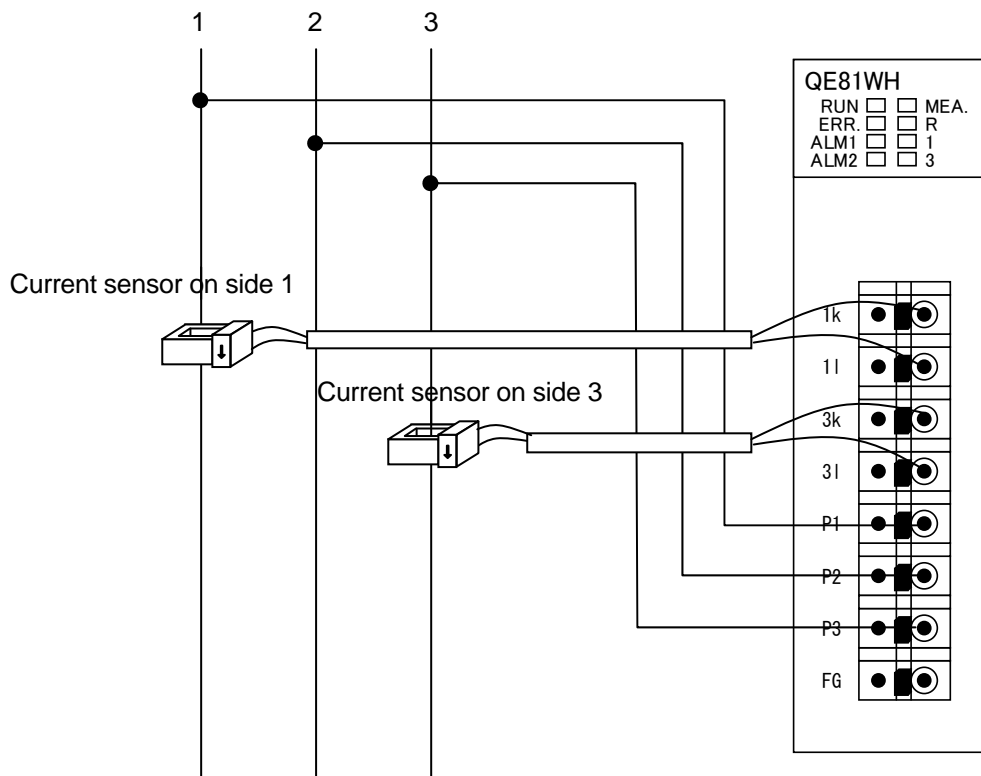 1 2 3
QE81WH
RUN MEA.
ERR. R
ALM1 1
ALM2 3
Current sensor on side 1
1k
1l
Current sensor on side 3
3k
3l
P1
P2
P3
FG